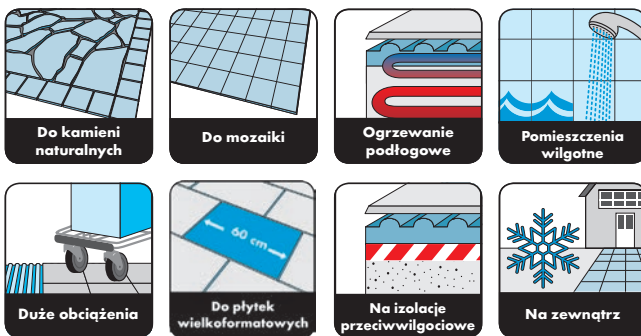 Do kamieni
naturalnych
Do mozaiki
Ogrzewanie
podłogowe
Pomieszczenia
wilgotne
Duże obciążenia
60 cm
Do płytek
wielkoformatowych
Na izolacje
przeciwwilgociowe
Na zewnątrz